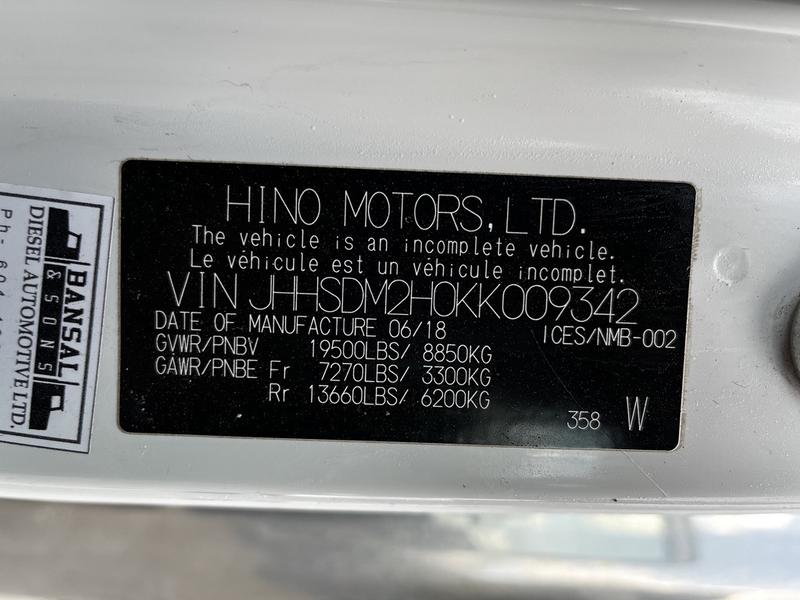 HINO MOTORS, LTD.
The vehicle is an incomplete vehicle.
Le véhicule est un véhicule incomplet.
VIN JHHSDM2H0KK009342
DATE OF MANUFACTURE 06/18
ICES/NMB-002
GVWR/PNBV 19500LBS/ 8850KG
GAWR/PNBE Fr 7270LBS/ 3300KG
Rr 13660LBS/ 6200KG
358 W
BANSAL
& SONS
DIESEL AUTOMOTIVE LTD.